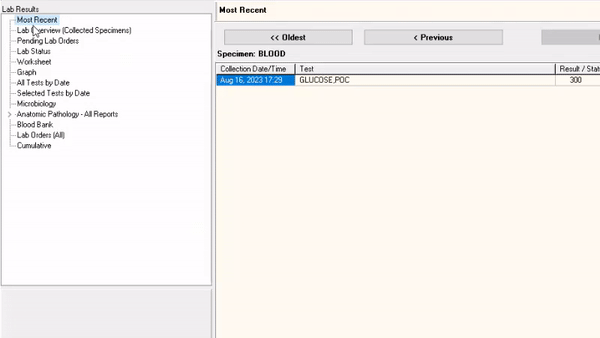 Lab Results
Most Recent
Lab Overview (Collected Specimens)
Pending Lab Orders
Lab Status
Worksheet
Graph
All Tests by Date
Selected Tests by Date
Microbiology
Anatomic Pathology - All Reports
Blood Bank
Lab Orders (All)
Cumulative
Most Recent
<< Oldest
< Previous
Specimen: BLOOD
Collection Date/Time Test Result / Stat
Aug 16, 2023 17:29 GLUCOSE,POC 300